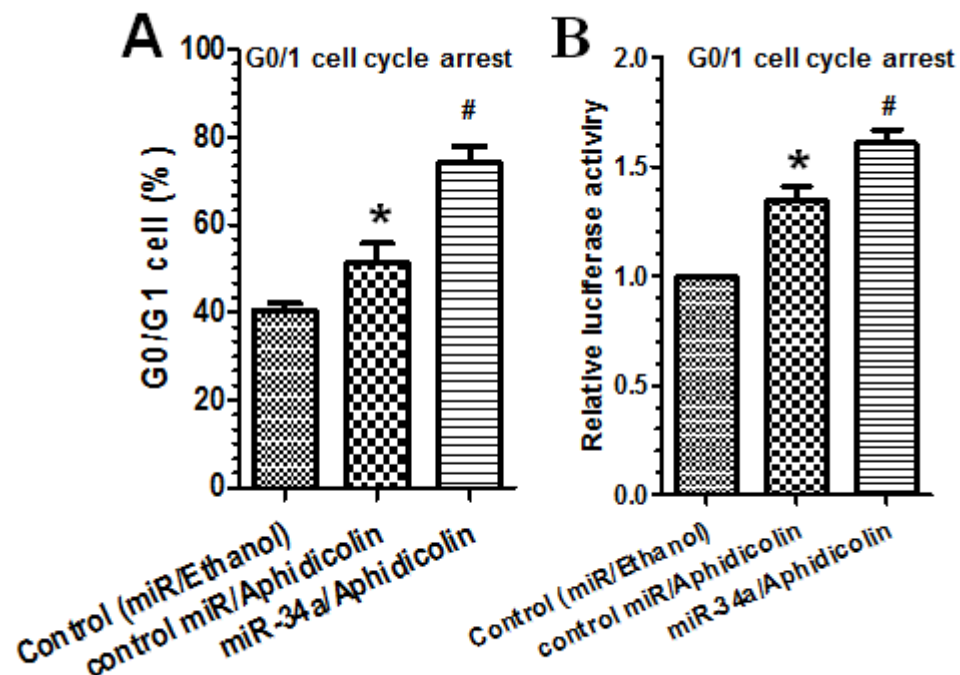 A
G0/1 cell cycle arrest
G0/G1 cell (%)
100
80
60
40
20
0
*
#
Control (miR/Ethanol)
control miR/Aphidicolin
miR-34a/Aphidicolin
B
G0/1 cell cycle arrest
Relative luciferase activiry
2.0
1.5
1.0
0.5
0.0
*
#
Control (miR/Ethanol)
control miR/Aphidicolin
miR-34a/Aphidicolin